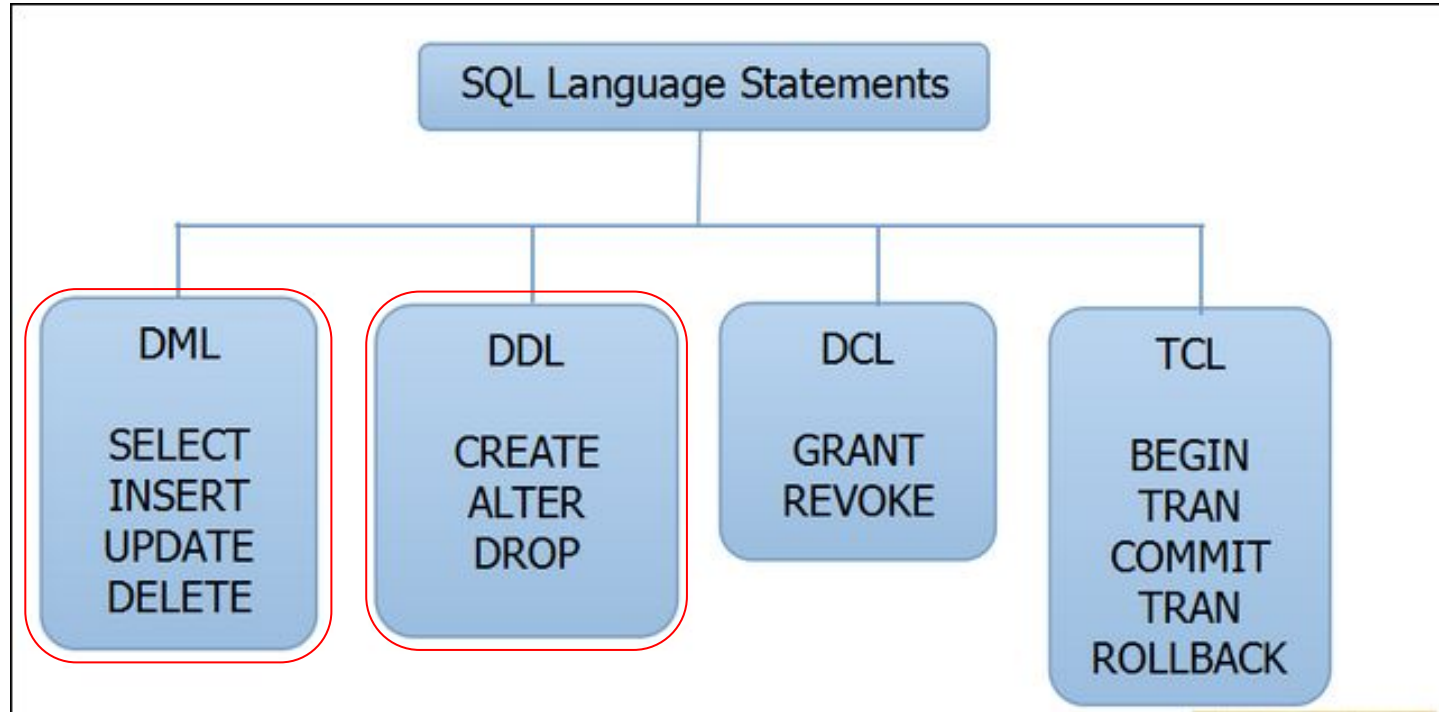 SQL Language Statements
DML
SELECT
INSERT
UPDATE
DELETE
DDL
CREATE
ALTER
DROP
DCL
GRANT
REVOKE
TCL
BEGIN
TRAN
COMMIT
TRAN
ROLLBACK